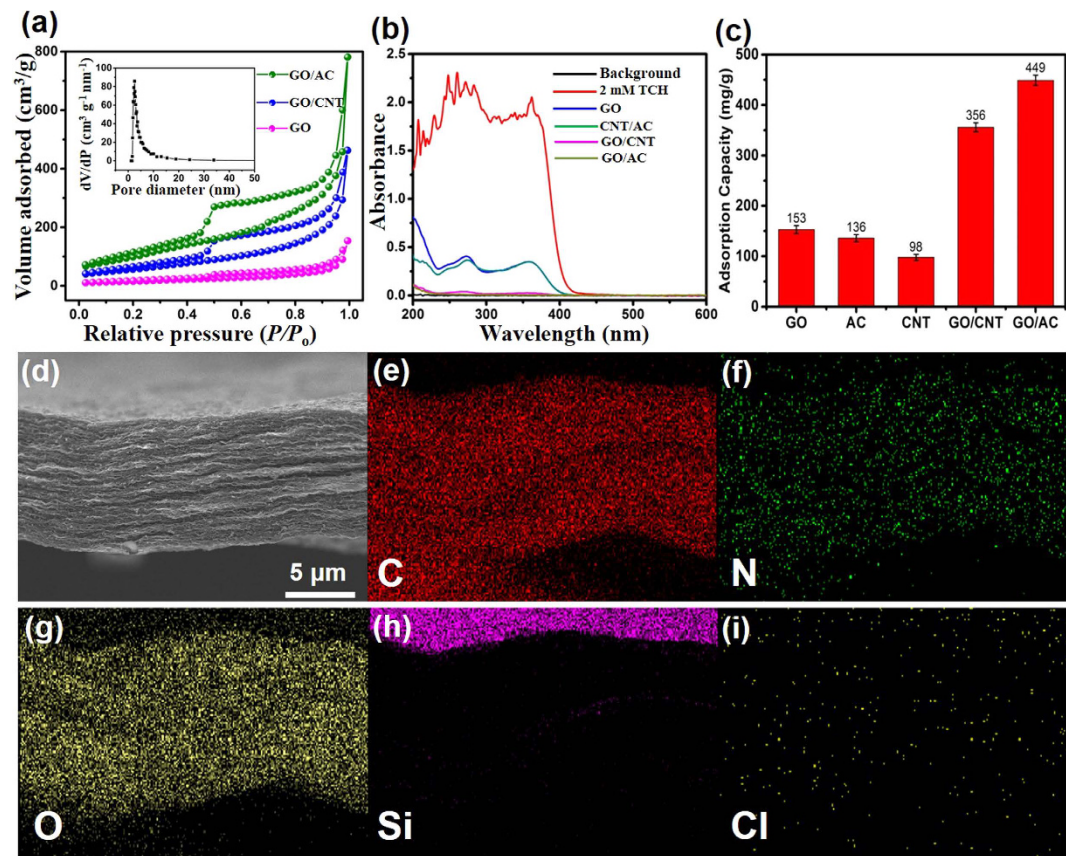 (a)
800
600
400
200
0
Volume adsorbed (cm³/g)
0.0 0.2 0.4 0.6 0.8 1.0
Relative pressure (P/Pₒ)
GO/AC
GO/CNT
GO
100
80
60
40
20
0
dV/dP (cm³ g⁻¹ nm⁻¹)
0 10 20 30 40 50
Pore diameter (nm)
(b)
2.5
2.0
1.5
1.0
0.5
0.0
Absorbance
200 300 400 500 600
Wavelength (nm)
Background
2 mM TCH
GO
CNT/AC
GO/CNT
GO/AC
(c)
500
450
400
300
200
100
0
Adsorption Capacity (mg/g)
153
136
98
356
449
GO AC CNT GO/CNT GO/AC
(d)
5 μm
(e)
C
(f)
N
(g)
O
(h)
Si
(i)
Cl